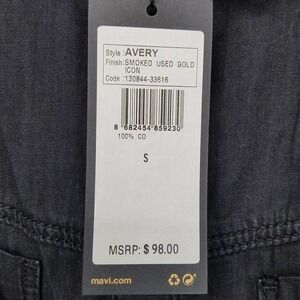 Style : AVERY
Finish: SMOKED USED GOLD
ICON
Code : 130844-33616
8 682454 859230
100% CO
S
MSRP: $ 98.00
mavi.com